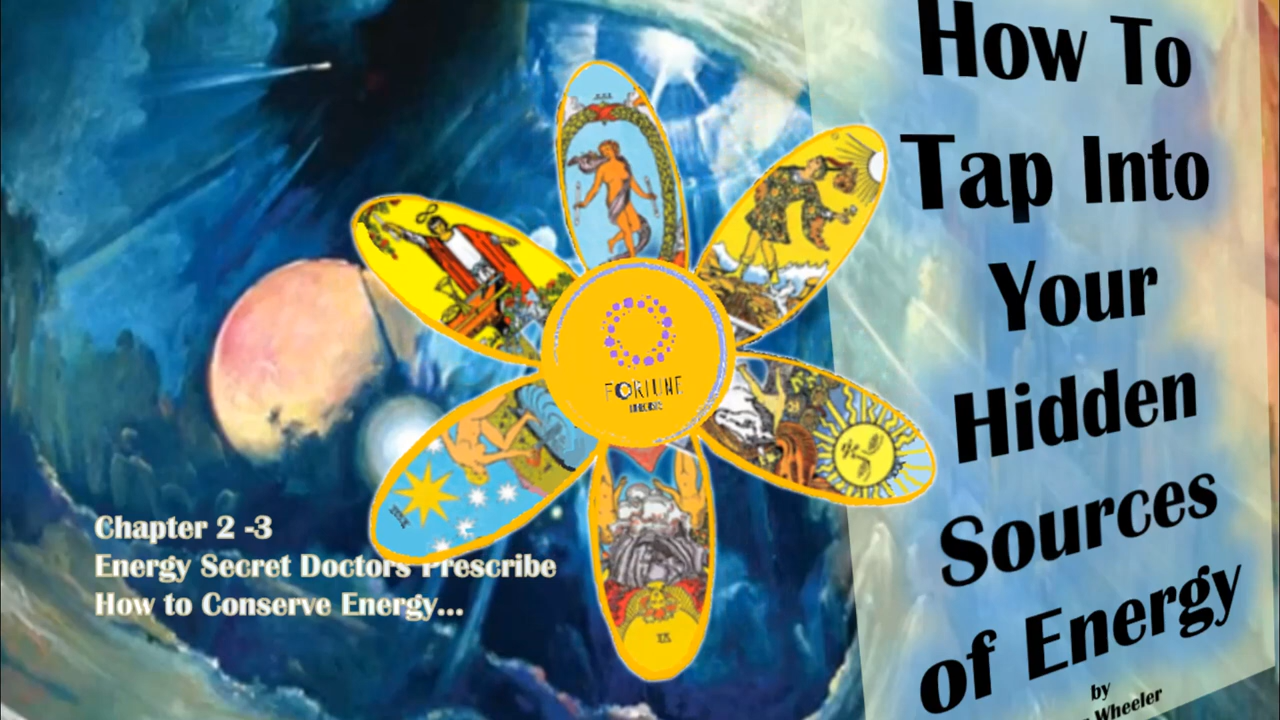 How To
Tap Into
Your
Hidden
Sources
of Energy
by
Wheeler
FORTUNE
Chapter 2 -3
Energy Secret Doctors Prescribe
How to Conserve Energy...